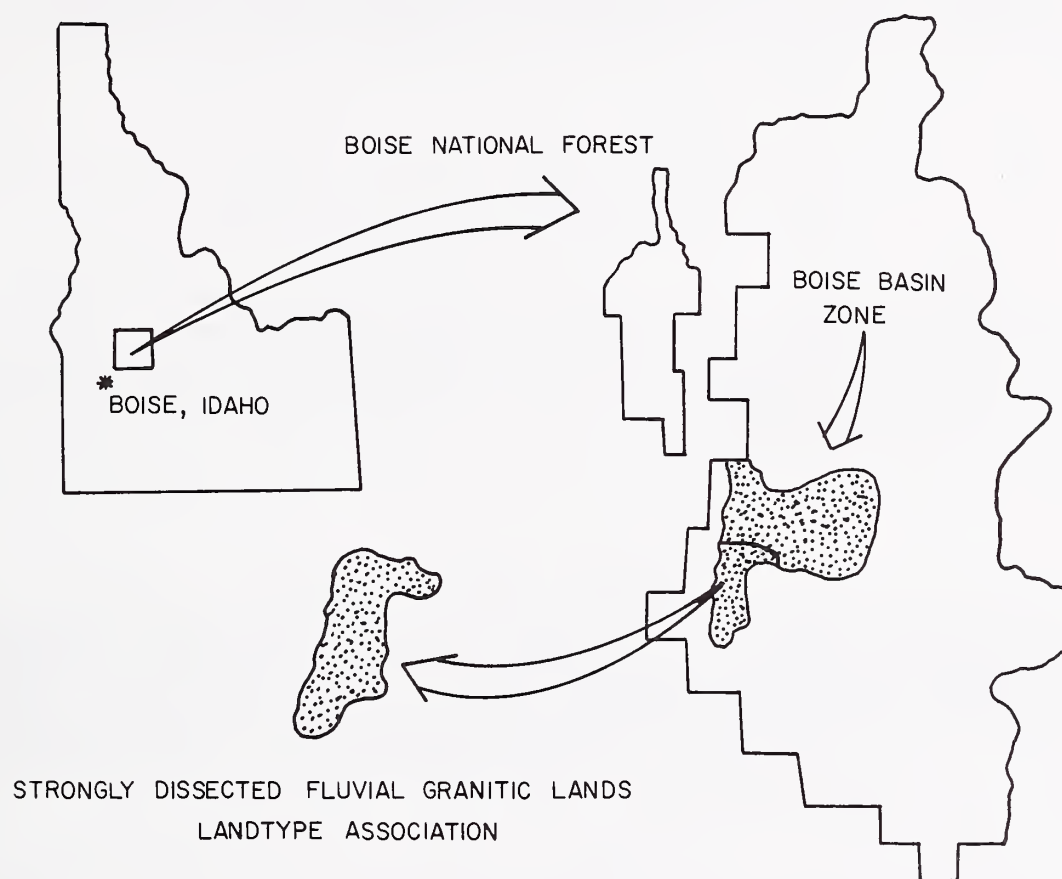 BOISE NATIONAL FOREST
BOISE BASIN
ZONE
BOISE, IDAHO
STRONGLY DISSECTED FLUVIAL GRANITIC LANDS
LANDTYPE ASSOCIATION